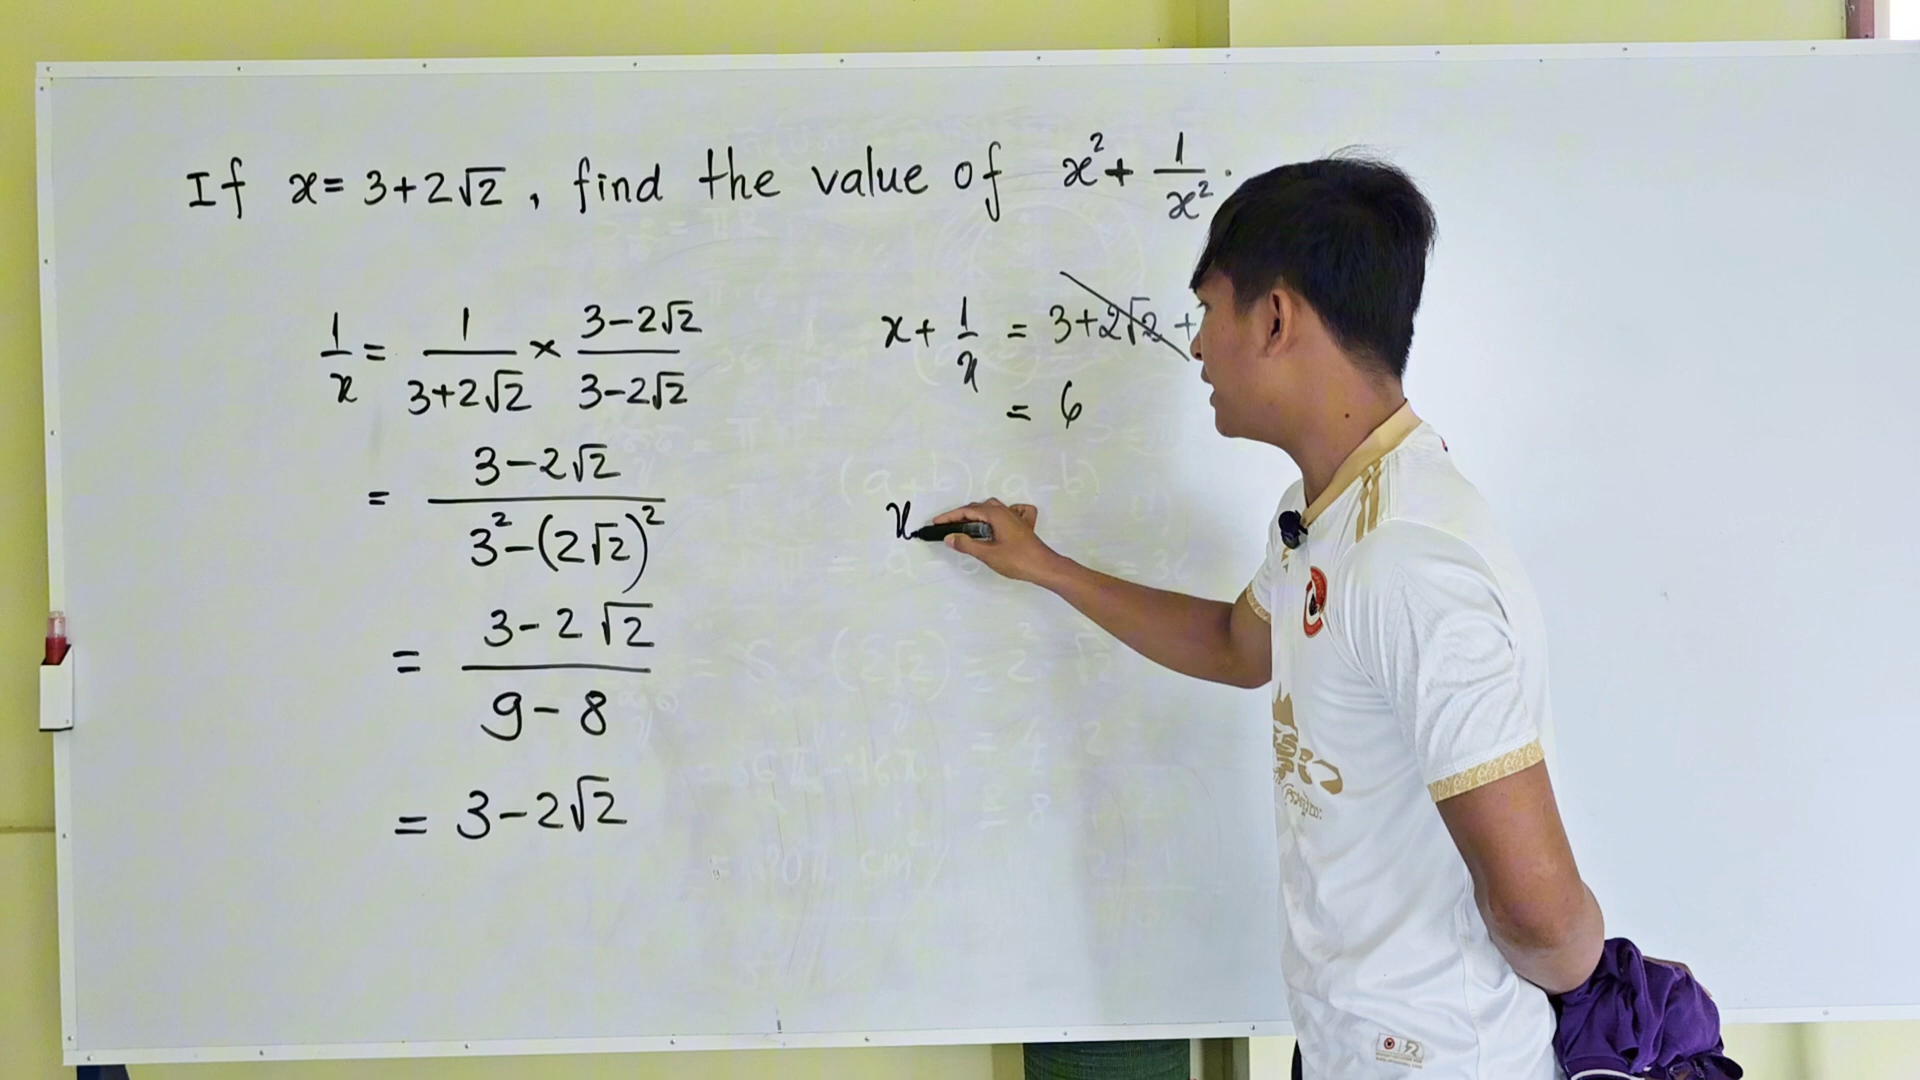 If x = 3+2√2, find the value of x² + 1/x².
1/x = 1/(3+2√2) × (3-2√2)/(3-2√2)
= (3-2√2)/(3²-(2√2)²)
= (3-2√2)/(9-8)
= 3-2√2
x + 1/x = 3+2√2 +
= 6
x